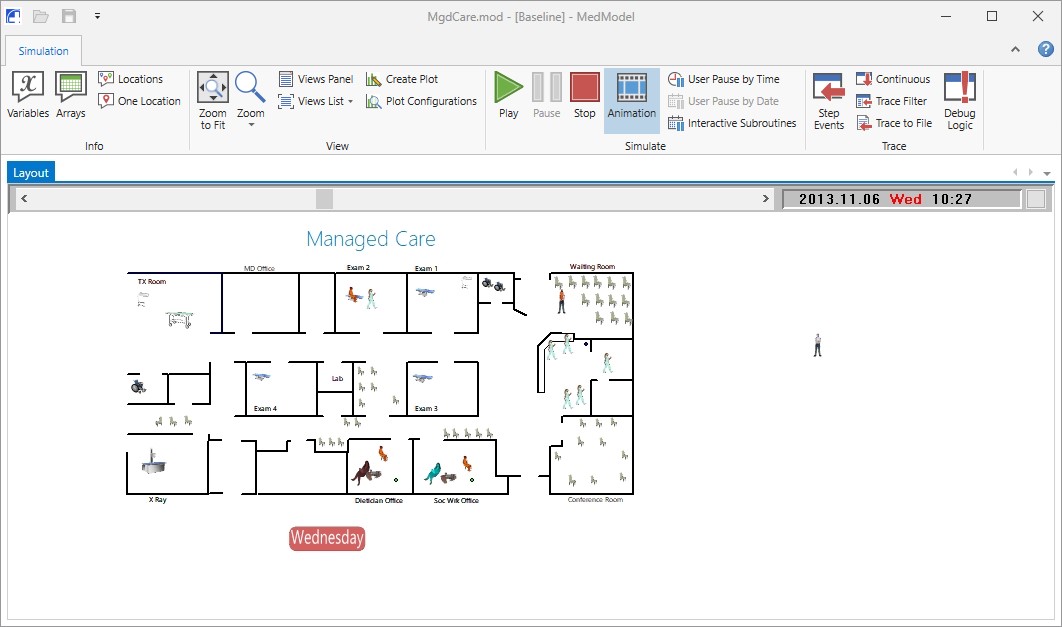 MgdCare.mod - [Baseline] - MedModel
Simulation
Variables
Arrays
Locations
One Location
Info
Zoom to Fit
Zoom
Views Panel
Views List
Create Plot
Plot Configurations
View
Play
Pause
Stop
Animation
User Pause by Time
User Pause by Date
Interactive Subroutines
Simulate
Step Events
Continuous
Trace Filter
Trace to File
Debug Logic
Trace
Layout
2013.11.06 Wed 10:27
Managed Care
TX Room
MD Office
Exam 2
Exam 1
Waiting Room
Lab
Exam 4
Exam 3
X Ray
Dietician Office
Soc Wrk Office
Conference Room
Wednesday